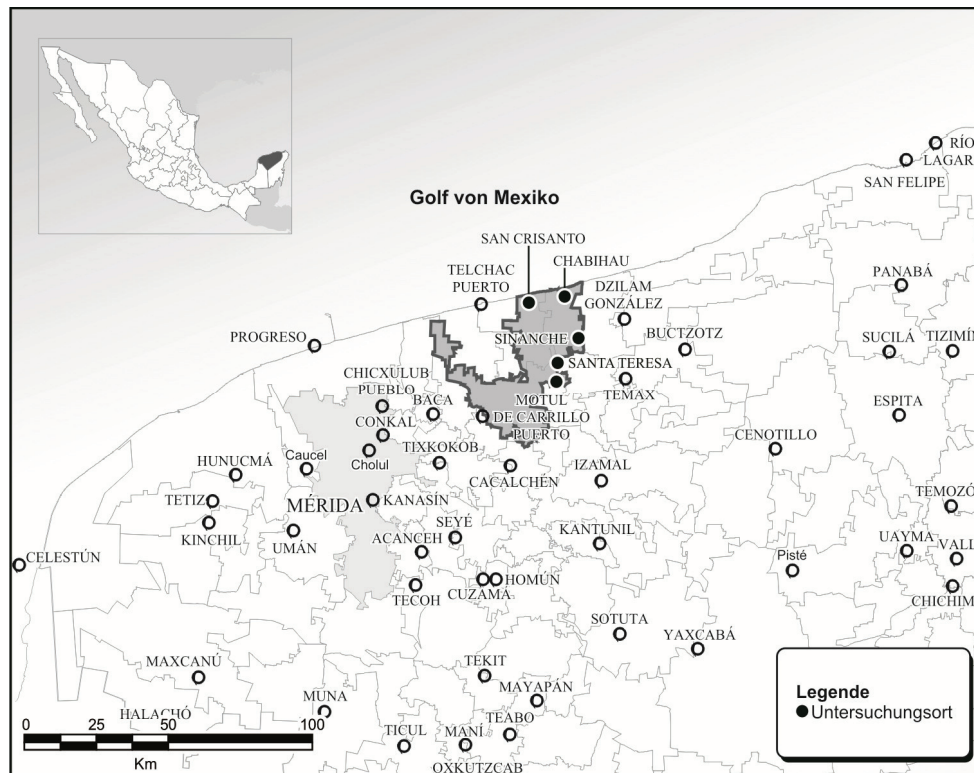 RÍO
LAGAR
SAN FELIPE
Golf von Mexiko
SAN CRISANTO
CHABIHAU
TELCHAC
PUERTO
DZILAM
GONZÁLEZ
PANABÁ
PROGRESO
SINANCHE
BUCTZOTZ
SUCILÁ
TIZIMÍN
SANTA TERESA
CHICXULUB
PUEBLO
BACA
MOTUL
DE CARRILLO
PUERTO
TEMAX
ESPITA
CONKAL
Cholul
Caucel
TIXKOKOB
CACALCHÉN
IZAMAL
CENOTILLO
HUNUCMÁ
TETIZ
KINCHIL
UMÁN
MÉRIDA
KANASÍN
TEMOZÓ
SEYÉ
ACANCEH
KANTUNIL
UAYMA
VALL
CELESTÚN
Pisté
TECOH
CUZAMÁ
HOMÚN
CHICHIM
SOTUTA
YAXCABÁ
MAXCANÚ
TEKIT
MAYAPÁN
MUNA
HALACHÓ
TEABO
TICUL
MANÍ
OXKUTZCAB
0 25 50 100
Km
Legende
Untersuchungsort